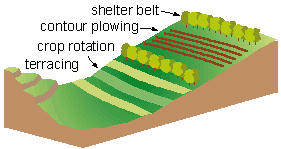 shelter belt
contour plowing
crop rotation
terracing